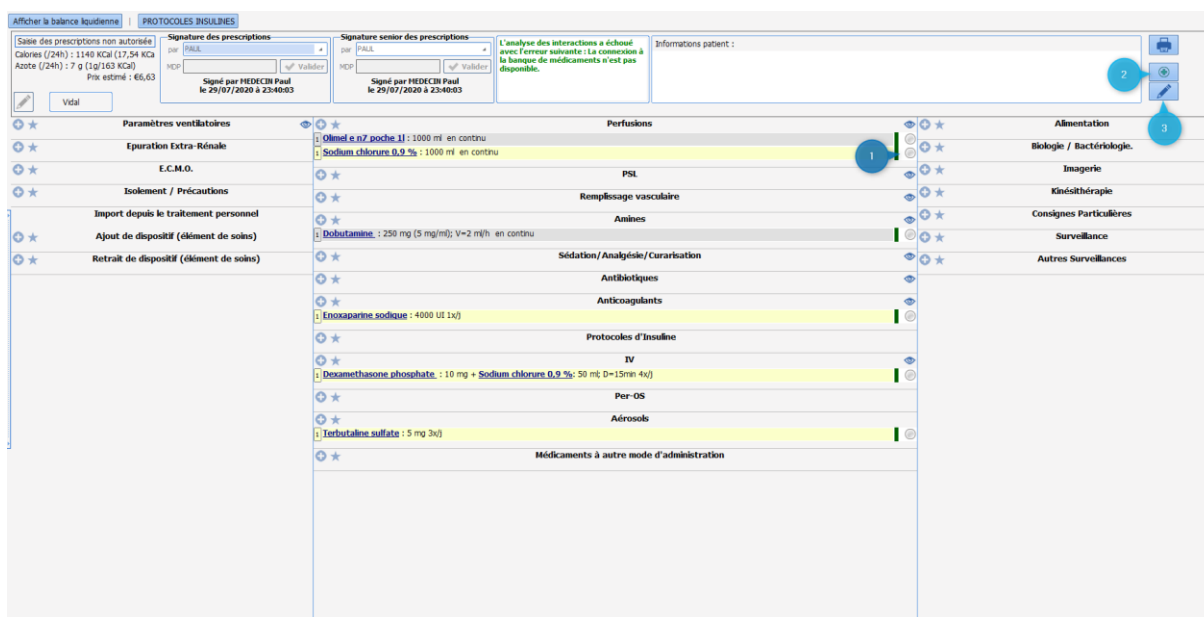 Afficher la balance liquidienne | PROTOCOLES INSULINES
Saisie des prescriptions non autorisée
Calories (/24h) : 1140 KCal (17,54 KCa
Azote (/24h) : 7 g (1g/163 KCal)
Prix estimé : €6,63
Vidal
Signature des prescriptions
par PAUL
MDP Valider
Signé par MEDECIN Paul
le 29/07/2020 à 23:40:03
Signature senior des prescriptions
par PAUL
MDP Valider
Signé par MEDECIN Paul
le 29/07/2020 à 23:40:03
L'analyse des interactions a échoué
avec l'erreur suivante : La connexion à
la banque de médicaments n'est pas
disponible.
Informations patient :
2
3
Paramètres ventilatoires
Epuration Extra-Rénale
E.C.M.O.
Isolement / Précautions
Import depuis le traitement personnel
Ajout de dispositif (élément de soins)
Retrait de dispositif (élément de soins)
Perfusions
1 Olimel e n7 poche 1l : 1000 ml en continu
1 Sodium chlorure 0,9 % : 1000 ml en continu
1
PSL
Remplissage vasculaire
Amines
1 Dobutamine : 250 mg (5 mg/ml); V=2 ml/h en continu
Sédation/Analgésie/Curarisation
Antibiotiques
Anticoagulants
1 Enoxaparine sodique : 4000 UI 1x/j
Protocoles d'Insuline
IV
1 Dexamethasone phosphate : 10 mg + Sodium chlorure 0,9 %: 50 ml; D=15min 4x/j
Per-OS
Aérosols
1 Terbutaline sulfate : 5 mg 3x/j
Médicaments à autre mode d'administration
Alimentation
Biologie / Bactériologie.
Imagerie
Kinésithérapie
Consignes Particulières
Surveillance
Autres Surveillances